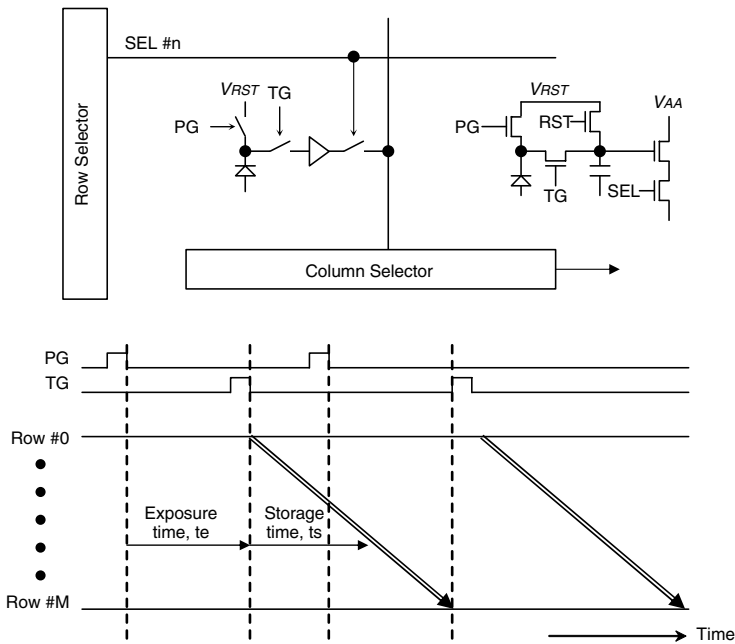 Row Selector
SEL #n
VRST
TG
PG
VRST
VAA
PG
RST
TG
SEL
Column Selector
PG
TG
Row #0
Exposure
time, te
Storage
time, ts
Row #M
Time